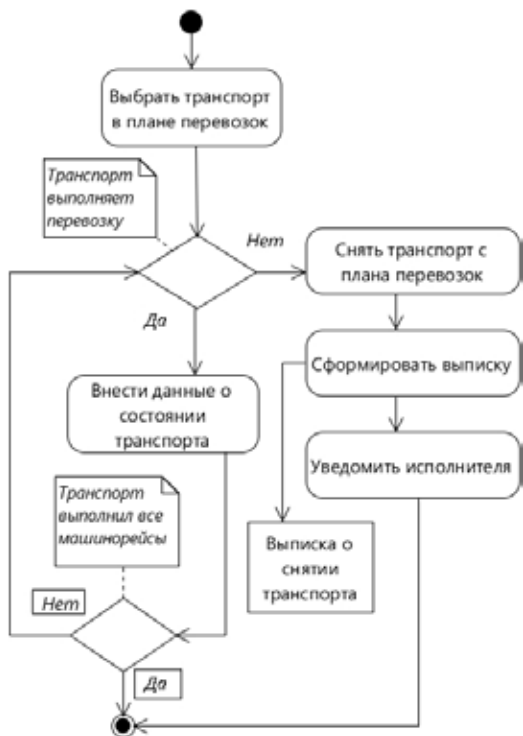 Выбрать транспорт
в плане перевозок
Транспорт
выполняет
перевозку
Нет
Снять транспорт с
плана перевозок
Да
Сформировать выписку
Внести данные о
состоянии
транспорта
Уведомить исполнителя
Транспорт
выполнил все
машинорейсы
Выписка о
снятии
транспорта
Нет
Да